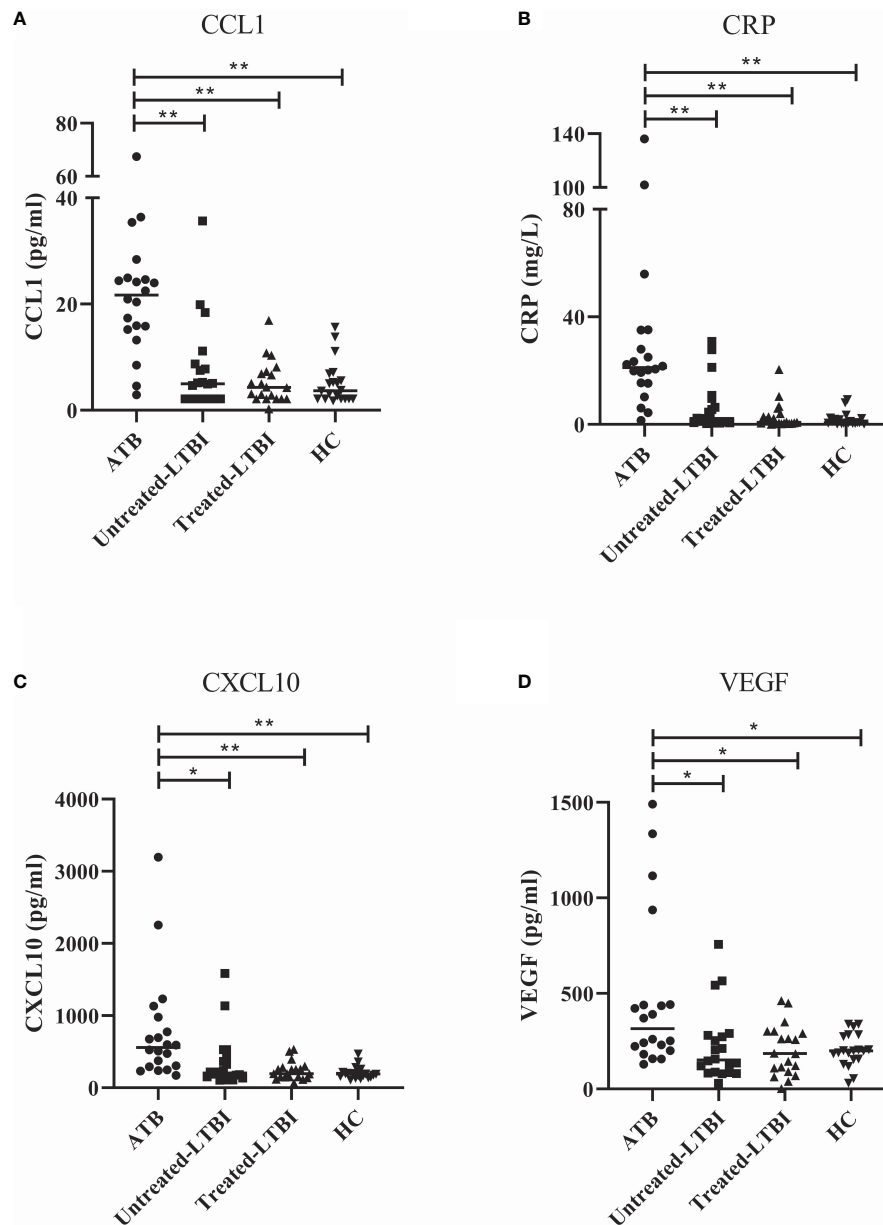 A
CCL1
**
**
**
80
60
40
20
0
CCL1 (pg/ml)
ATB
Untreated-LTBI
Treated-LTBI
HC
B
CRP
**
**
**
140
100
80
40
0
CRP (mg/L)
ATB
Untreated-LTBI
Treated-LTBI
HC
C
CXCL10
**
**
*
4000
3000
2000
1000
0
CXCL10 (pg/ml)
ATB
Untreated-LTBI
Treated-LTBI
HC
D
VEGF
*
*
*
1500
1000
500
0
VEGF (pg/ml)
ATB
Untreated-LTBI
Treated-LTBI
HC